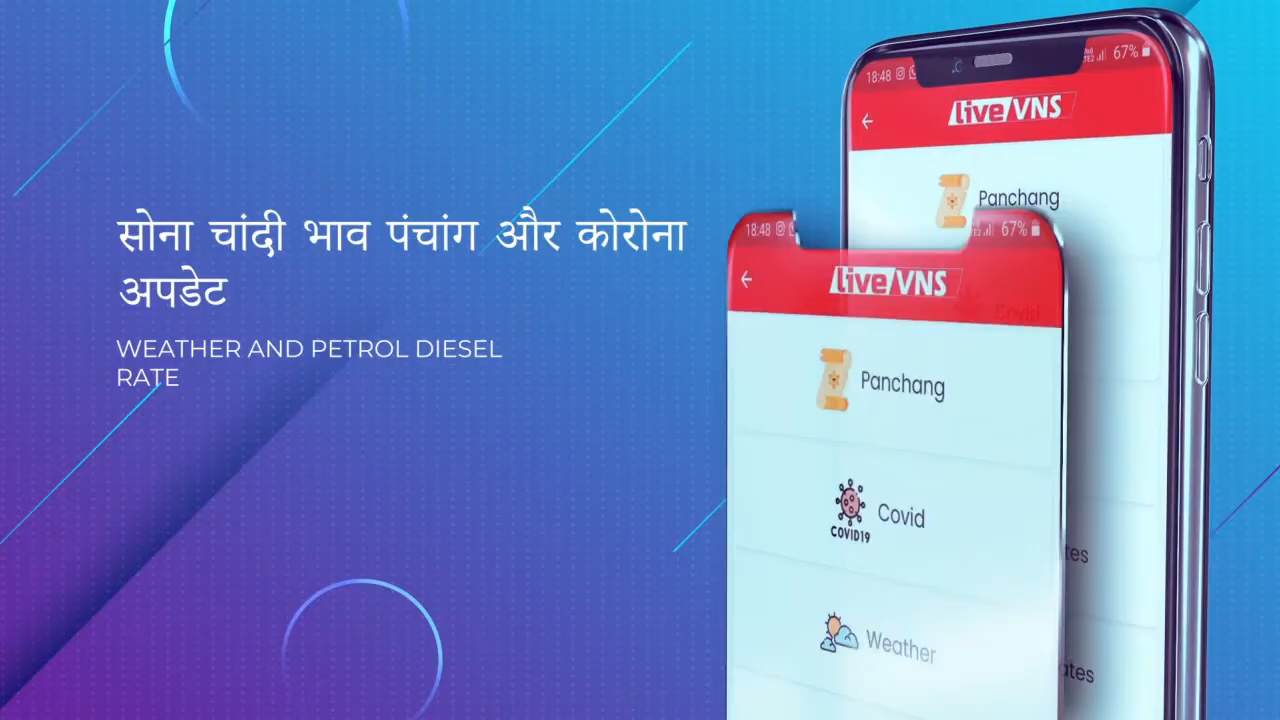 सोना चांदी भाव पंचांग और कोरोना
अपडेट
WEATHER AND PETROL DIESEL
RATE
18:48
67%
live VNS
Panchang
18:48
67%
live VNS
Covid
Panchang
COVID19
Covid
Weather